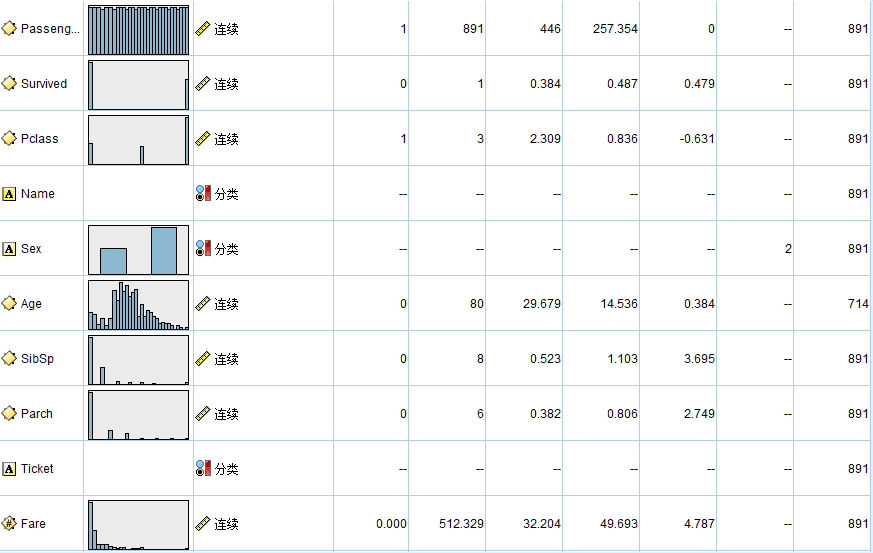 Passeng... 连续 1 891 446 257.354 0 -- 891
Survived 连续 0 1 0.384 0.487 0.479 -- 891
Pclass 连续 1 3 2.309 0.836 -0.631 -- 891
A Name 分类 -- -- -- -- -- -- 891
A Sex 分类 -- -- -- -- -- 2 891
Age 连续 0 80 29.679 14.536 0.384 -- 714
SibSp 连续 0 8 0.523 1.103 3.695 -- 891
Parch 连续 0 6 0.382 0.806 2.749 -- 891
A Ticket 分类 -- -- -- -- -- -- 891
# Fare 连续 0.000 512.329 32.204 49.693 4.787 -- 891